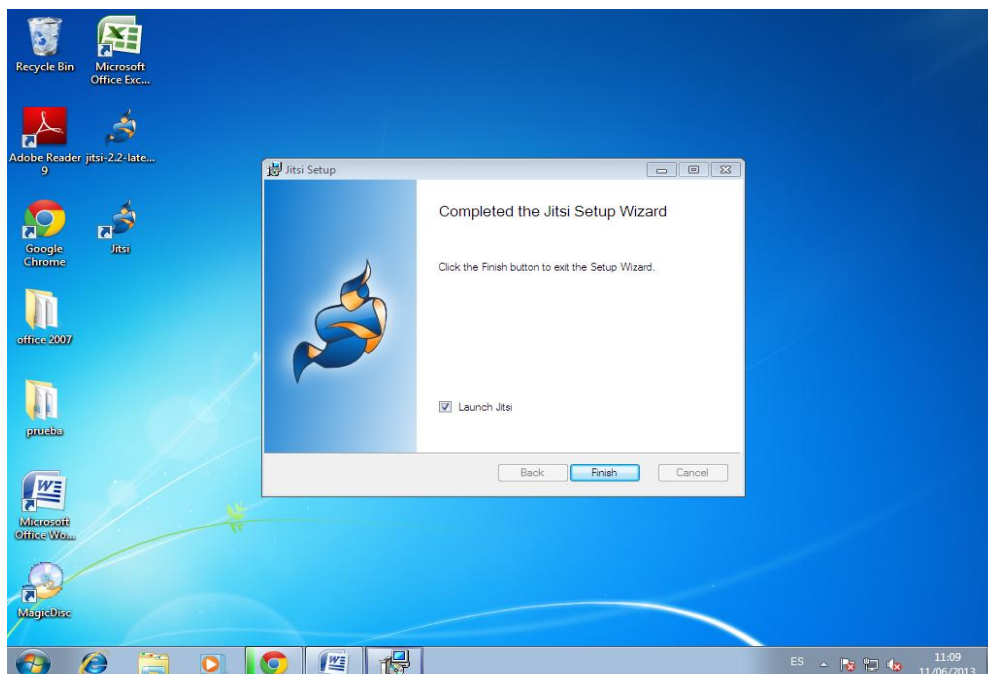 Recycle Bin
Microsoft
Office Exc...
Adobe Reader
9
jitsi-2.2-late...
Google
Chrome
Jitsi
office 2007
prueba
Microsoft
Office Wo...
MagicDisc
Jitsi Setup
Completed the Jitsi Setup Wizard
Click the Finish button to exit the Setup Wizard.
Launch Jitsi
Back
Finish
Cancel
ES
11:09
11/06/2013